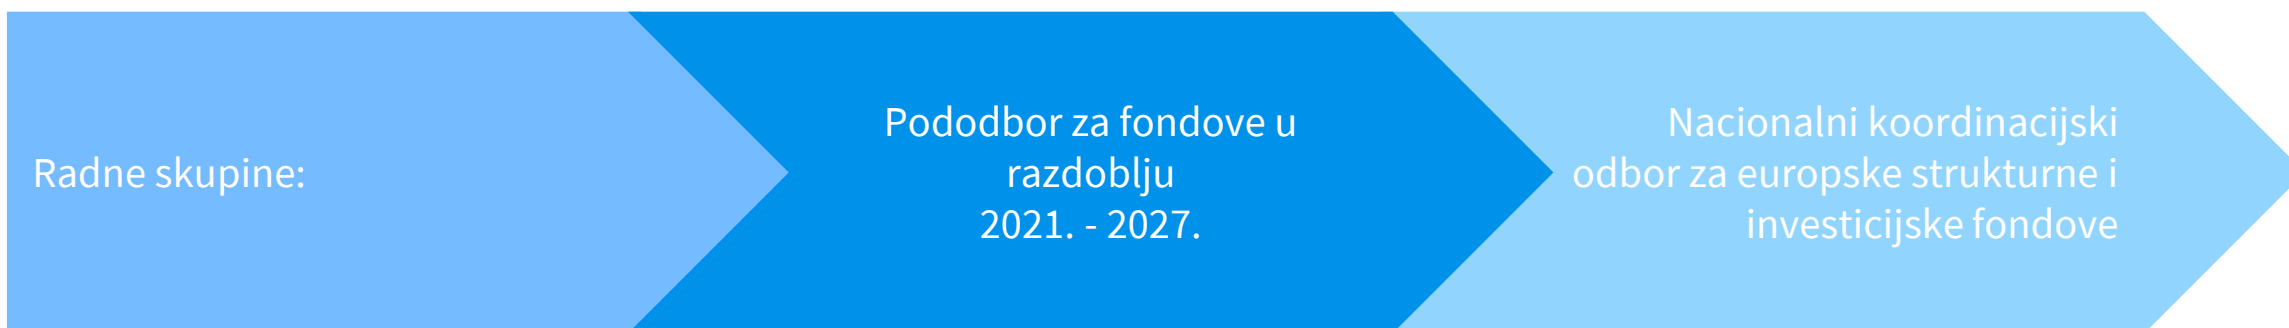 Radne skupine:
Pododbor za fondove u
razdoblju
2021. - 2027.
Nacionalni koordinacijski
odbor za europske strukturne i
investicijske fondove